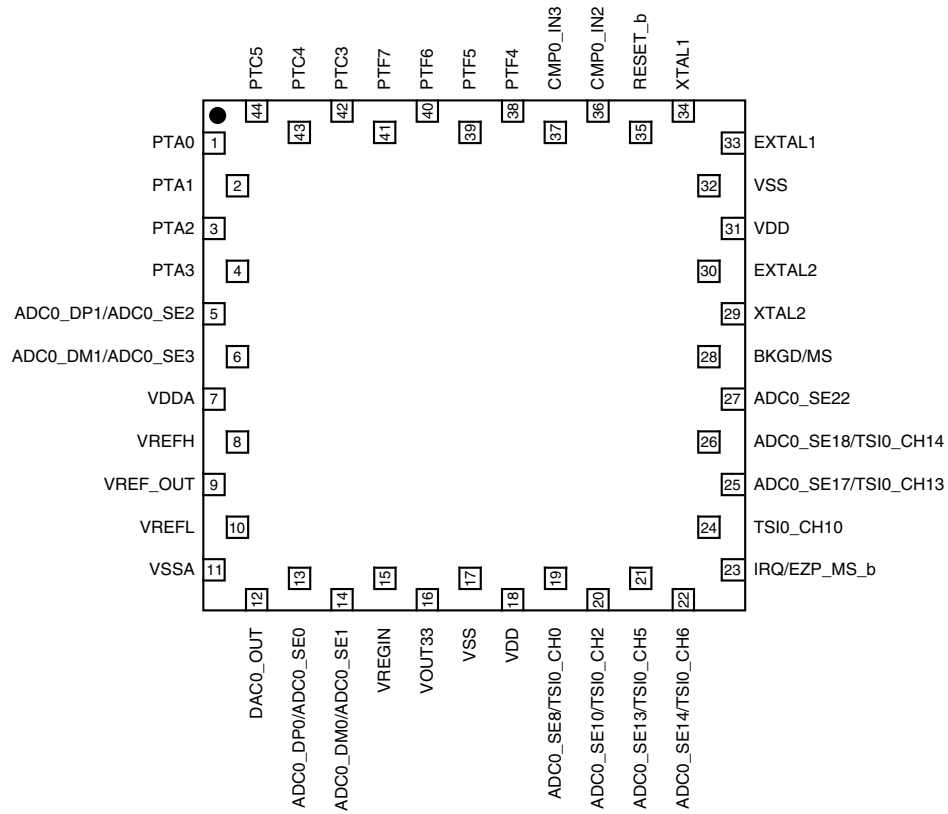 PTC5
PTC4
PTC3
PTF7
PTF6
PTF5
PTF4
CMP0_IN3
CMP0_IN2
RESET_b
XTAL1
44
43
42
41
40
39
38
37
36
35
34
PTA0 1
PTA1 2
PTA2 3
PTA3 4
ADC0_DP1/ADC0_SE2 5
ADC0_DM1/ADC0_SE3 6
VDDA 7
VREFH 8
VREF_OUT 9
VREFL 10
VSSA 11
33 EXTAL1
32 VSS
31 VDD
30 EXTAL2
29 XTAL2
28 BKGD/MS
27 ADC0_SE22
26 ADC0_SE18/TSI0_CH14
25 ADC0_SE17/TSI0_CH13
24 TSI0_CH10
23 IRQ/EZP_MS_b
12
13
14
15
16
17
18
19
20
21
22
DAC0_OUT
ADC0_DP0/ADC0_SE0
ADC0_DM0/ADC0_SE1
VREGIN
VOUT33
VSS
VDD
ADC0_SE8/TSI0_CH0
ADC0_SE10/TSI0_CH2
ADC0_SE13/TSI0_CH5
ADC0_SE14/TSI0_CH6